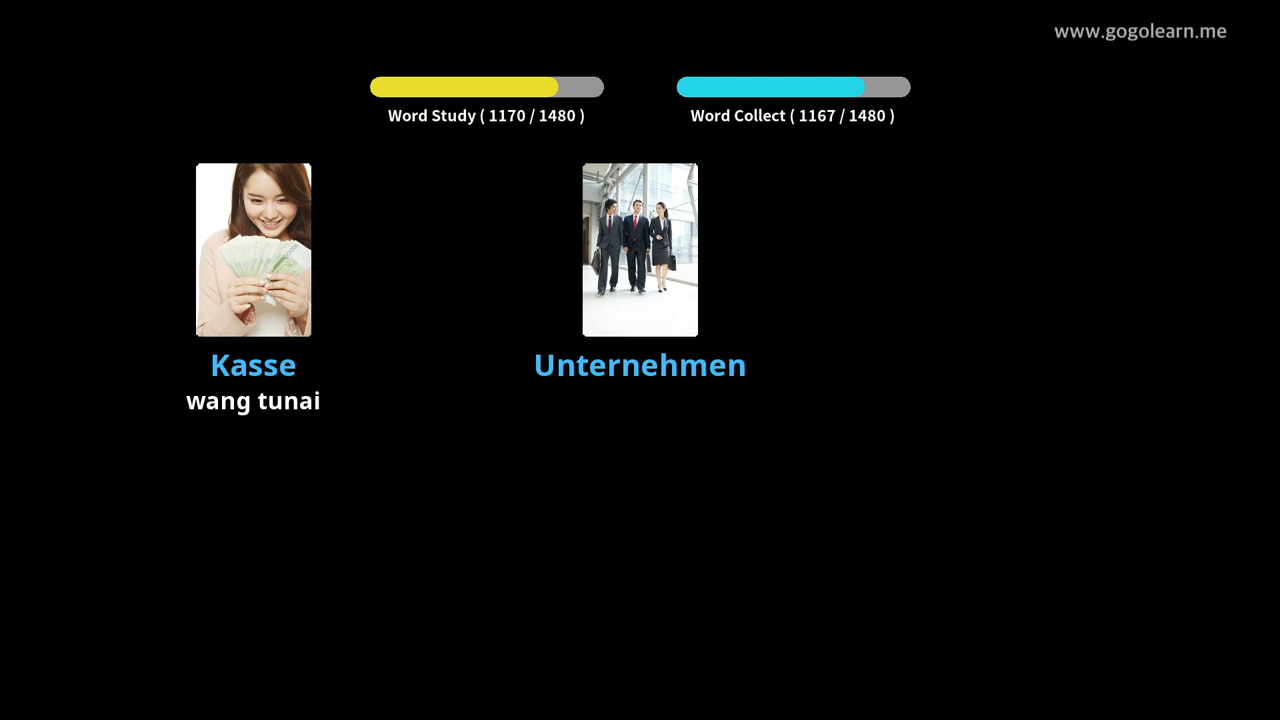 www.gogolearn.me
Word Study ( 1170 / 1480 )
Word Collect ( 1167 / 1480 )
Kasse
wang tunai
Unternehmen